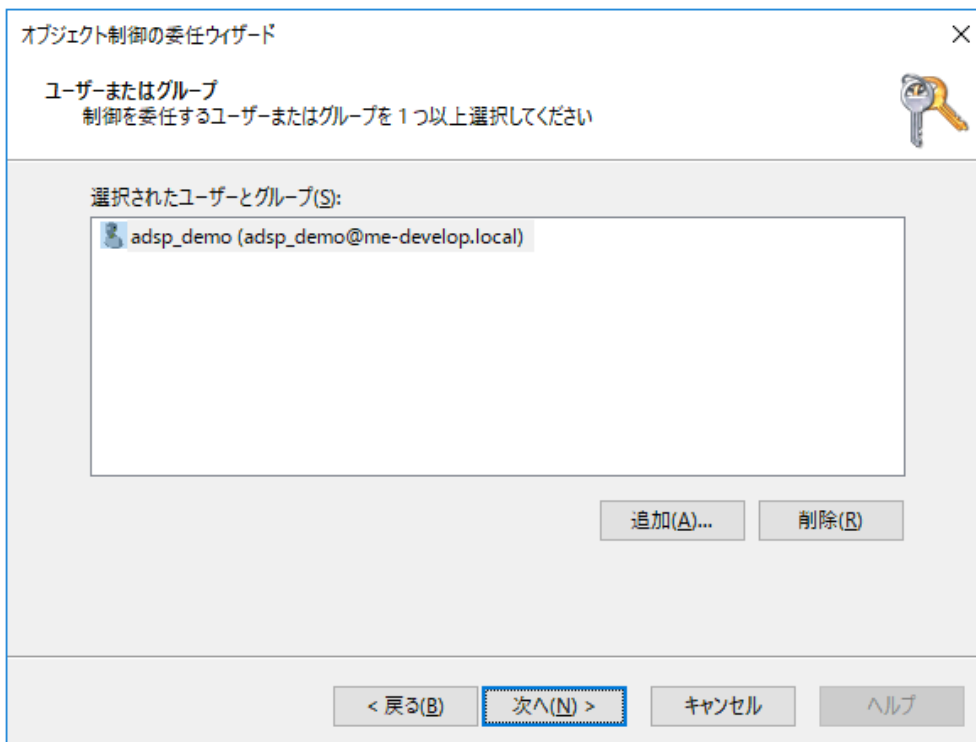 オブジェクト制御の委任ウィザード
ユーザーまたはグループ
制御を委任するユーザーまたはグループを 1 つ以上選択してください
選択されたユーザーとグループ(S):
adsp_demo (adsp_demo@me-develop.local)
追加(A)...
削除(R)
< 戻る(B)
次へ(N) >
キャンセル
ヘルプ